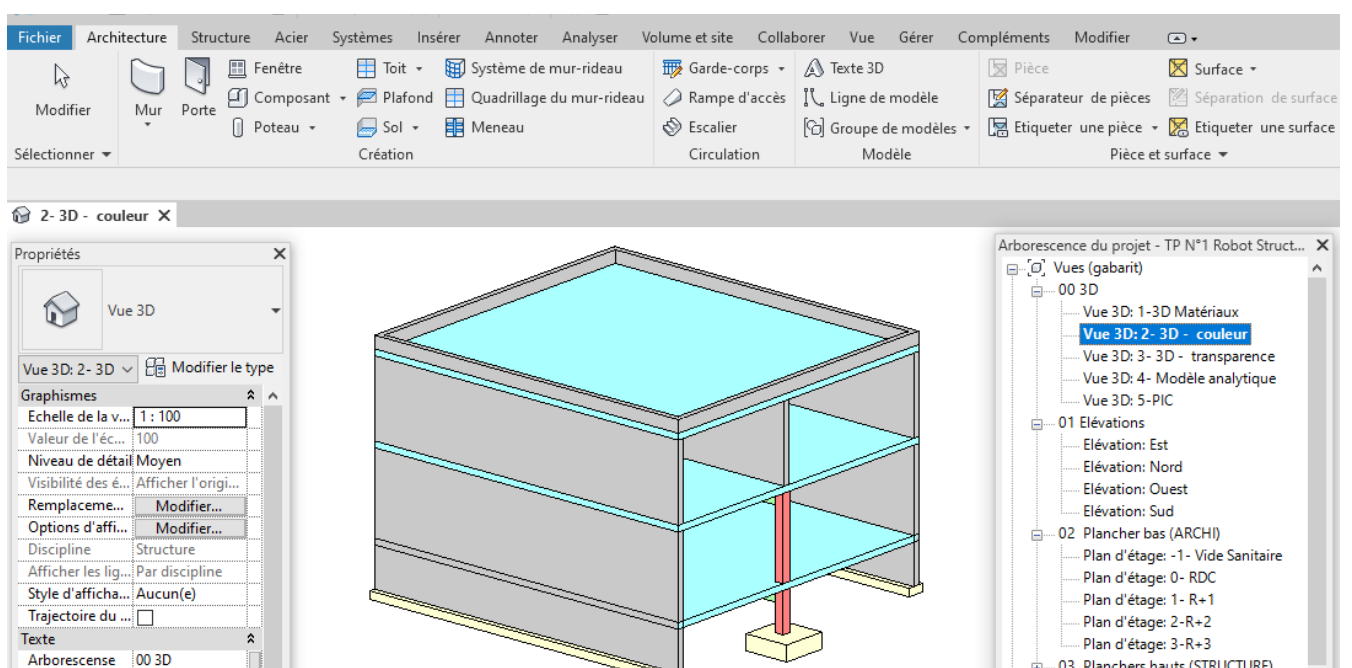 Fichier Architecture Structure Acier Systèmes Insérer Annoter Analyser Volume et site Collaborer Vue Gérer Compléments Modifier
Modifier
Mur
Porte
Fenêtre
Composant
Poteau
Toit
Plafond
Sol
Système de mur-rideau
Quadrillage du mur-rideau
Meneau
Garde-corps
Rampe d'accès
Escalier
Texte 3D
Ligne de modèle
Groupe de modèles
Pièce
Séparateur de pièces
Etiqueter une pièce
Surface
Séparation de surface
Etiqueter une surface
Sélectionner
Création
Circulation
Modèle
Pièce et surface
2- 3D - couleur
Propriétés
Vue 3D
Vue 3D: 2- 3D
Modifier le type
Graphismes
Echelle de la v... 1 : 100
Valeur de l'éc... 100
Niveau de détail Moyen
Visibilité des é... Afficher l'origi...
Remplaceme... Modifier...
Options d'affi... Modifier...
Discipline Structure
Afficher les lig... Par discipline
Style d'afficha... Aucun(e)
Trajectoire du ...
Texte
Arborescense 00 3D
Arborescence du projet - TP N°1 Robot Struct...
Vues (gabarit)
00 3D
Vue 3D: 1-3D Matériaux
Vue 3D: 2- 3D - couleur
Vue 3D: 3- 3D - transparence
Vue 3D: 4- Modèle analytique
Vue 3D: 5-PIC
01 Elévations
Elévation: Est
Elévation: Nord
Elévation: Ouest
Elévation: Sud
02 Plancher bas (ARCHI)
Plan d'étage: -1- Vide Sanitaire
Plan d'étage: 0- RDC
Plan d'étage: 1- R+1
Plan d'étage: 2-R+2
Plan d'étage: 3-R+3
03 Planchers hauts (STRUCTURE)